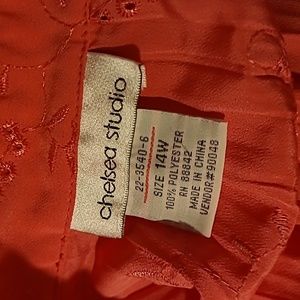 chelsea studio
22-3540-6
SIZE 14W
100% POLYESTER
RN 88842
MADE IN CHINA
VENDOR#90048